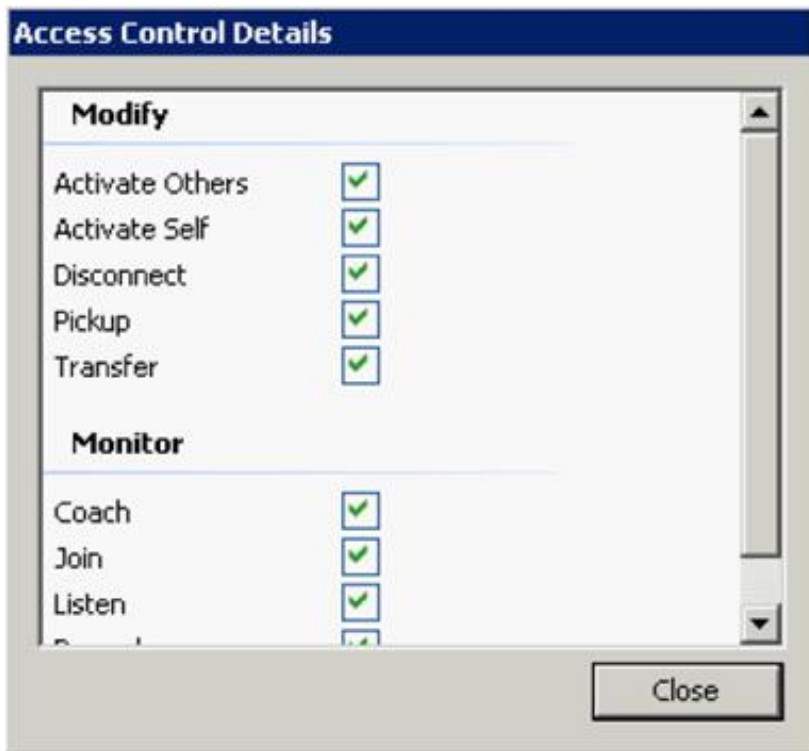 Access Control Details
Modify
Activate Others
Activate Self
Disconnect
Pickup
Transfer
Monitor
Coach
Join
Listen
Close